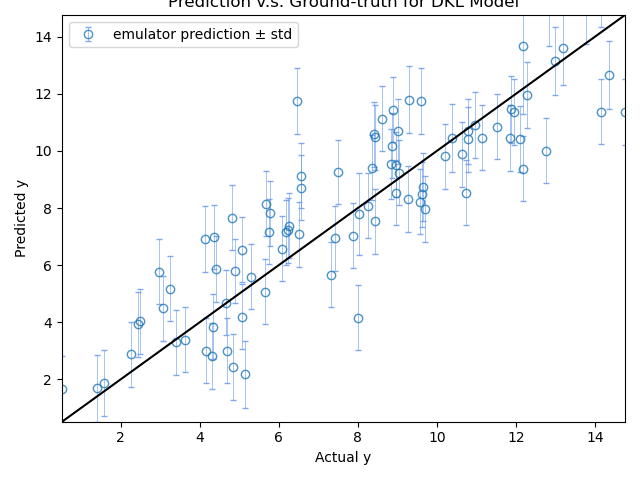 Prediction v.s. Ground-truth for DKL Model
emulator prediction ± std
14
12
10
8
6
4
2
Predicted y
2 4 6 8 10 12 14
Actual y